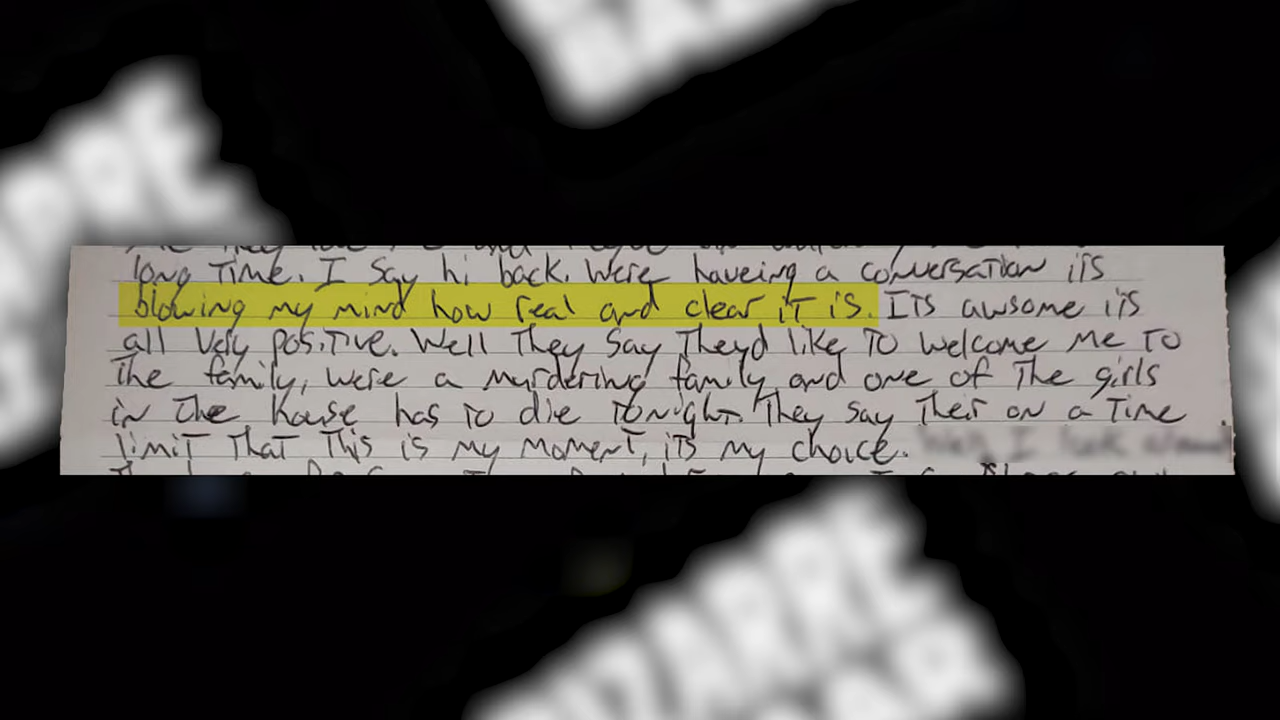 long Time. I Say hi back. Were haveing a conversation its
blowing my mind how real and clear it is. ITs awsome its
all very posiTive. Well They Say Theyd like To welcome me To
The family, were a murdering family and one of The girls
in The house has To die Tonight. They say Their on a Time
limiT ThaT This is my momenT, iTs my choice.